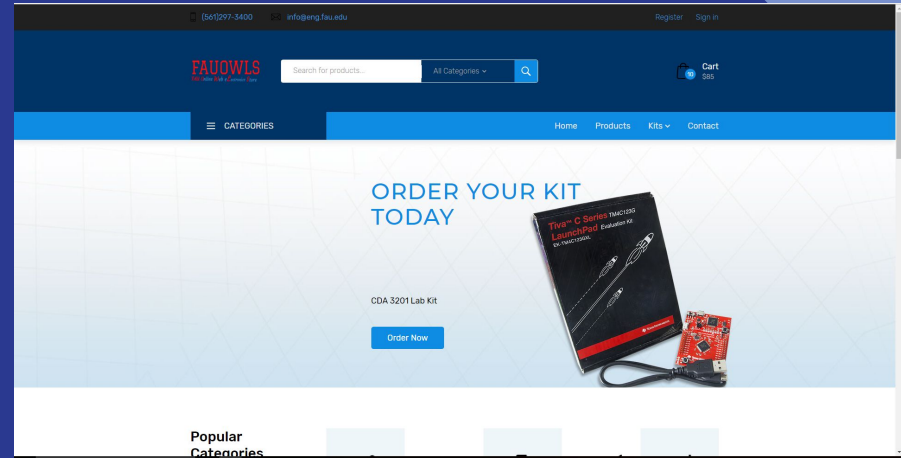 (561)297-3400 info@eng.fau.edu Register Sign in
FAUOWLS
Search for products... All Categories
10 Cart
$85
CATEGORIES Home Products Kits Contact
ORDER YOUR KIT
TODAY
Tiva™ C Series TM4C123G
LaunchPad Evaluation Kit
EK-TM4C123GXL
CDA 3201 Lab Kit
Order Now
Popular
Categories